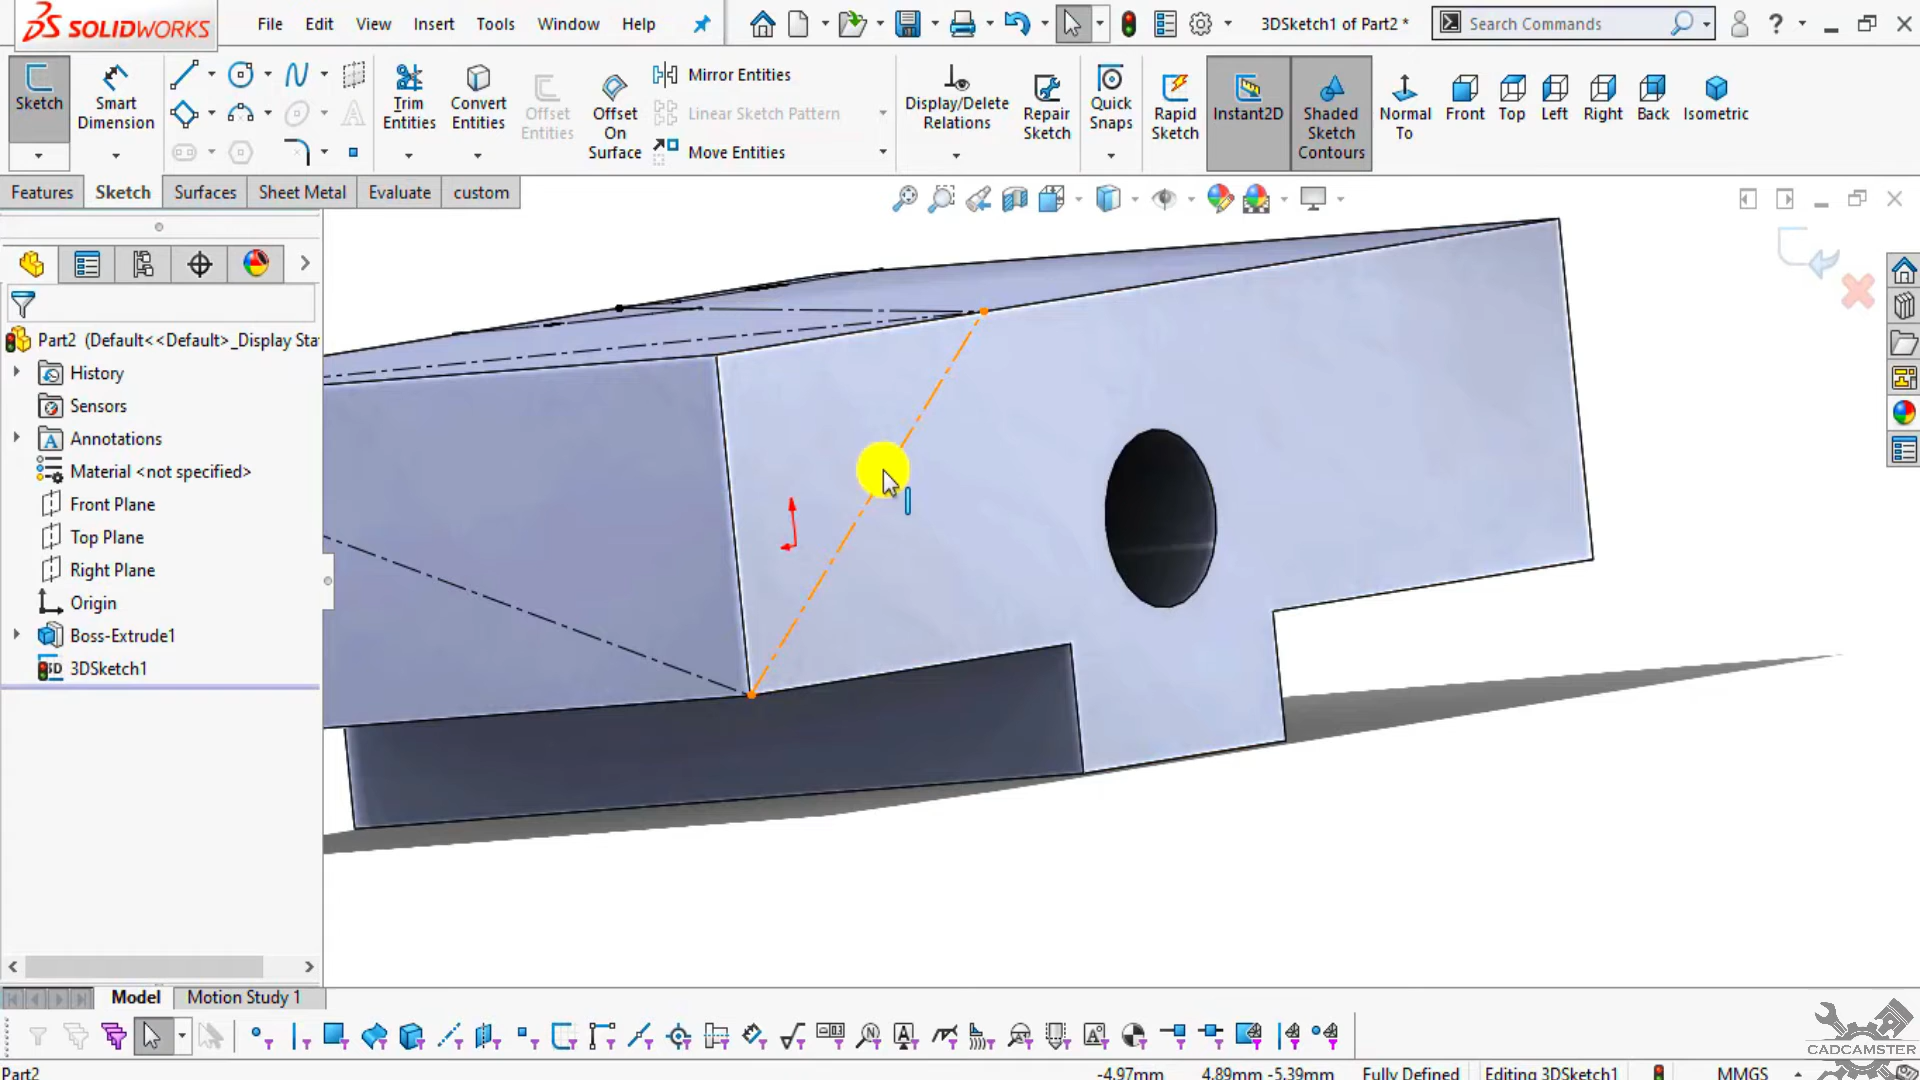 SOLIDWORKS
File Edit View Insert Tools Window Help
3DSketch1 of Part2 *
Search Commands
?
Sketch
Smart Dimension
Trim Entities
Convert Entities
Offset Entities
Offset On Surface
Mirror Entities
Linear Sketch Pattern
Move Entities
Display/Delete Relations
Repair Sketch
Quick Snaps
Rapid Sketch
Instant2D
Shaded Sketch Contours
Normal To
Front
Top
Left
Right
Back
Isometric
Features Sketch Surfaces Sheet Metal Evaluate custom
Part2 (Default<<Default>_Display Sta
History
Sensors
Annotations
Material <not specified>
Front Plane
Top Plane
Right Plane
Origin
Boss-Extrude1
3D 3DSketch1
Model Motion Study 1
CADCAMSTER
Part2 -4.97mm 4.89mm -5.39mm Fully Defined Editing 3DSketch1 MMGS